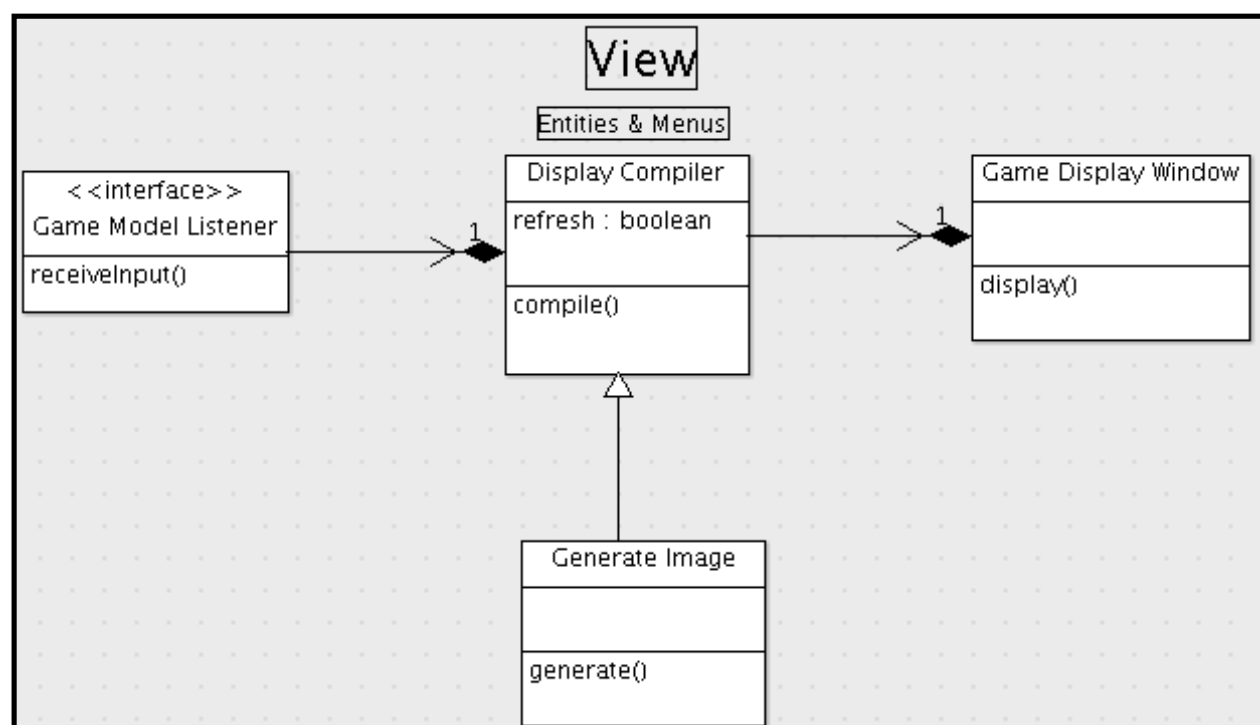 View
Entities & Menus
<<interface>>
Game Model Listener
receiveInput()
1
Display Compiler
refresh : boolean
compile()
1
Game Display Window
display()
Generate Image
generate()